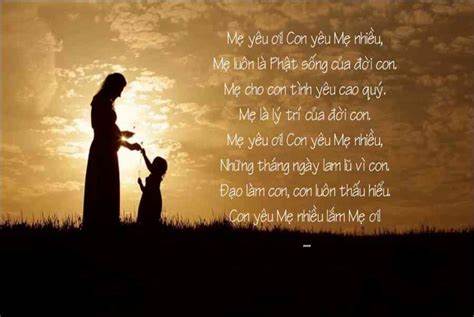 Mẹ yêu ơi! Con yêu Mẹ nhiều,
Mẹ luôn là Phật sống của đời con.
Mẹ cho con tình yêu cao quý.
Mẹ là lý trí của đời con.
Mẹ yêu ơi! Con yêu Mẹ nhiều,
Những tháng ngày lam lũ vì con.
Đạo làm con, con luôn thấu hiểu.
Con yêu Mẹ nhiều lắm Mẹ ơi!